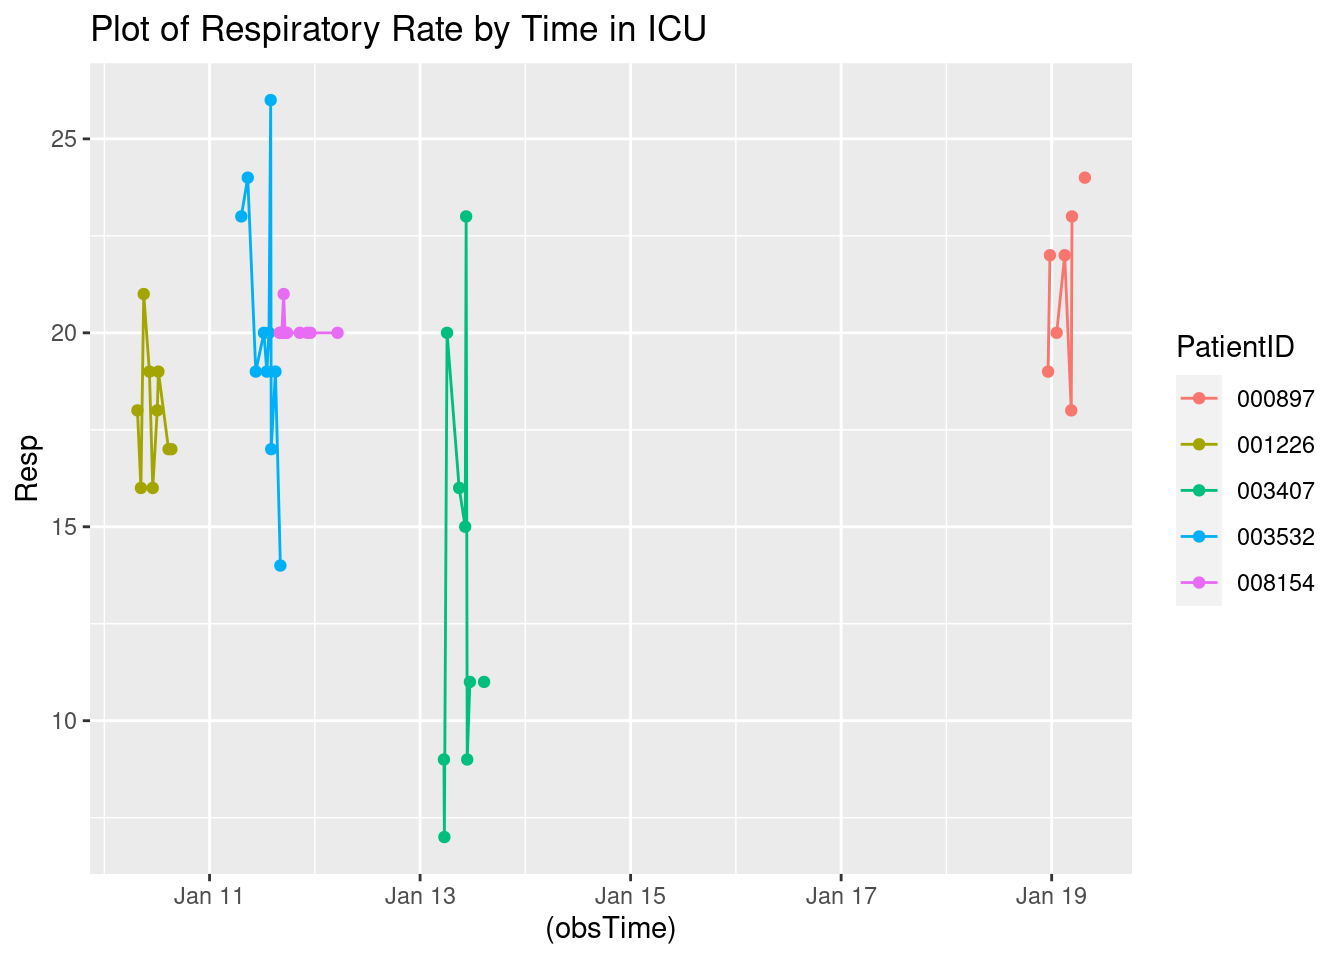 Plot of Respiratory Rate by Time in ICU
25
20
15
10
Resp
Jan 11
Jan 13
Jan 15
Jan 17
Jan 19
(obsTime)
PatientID
000897
001226
003407
003532
008154